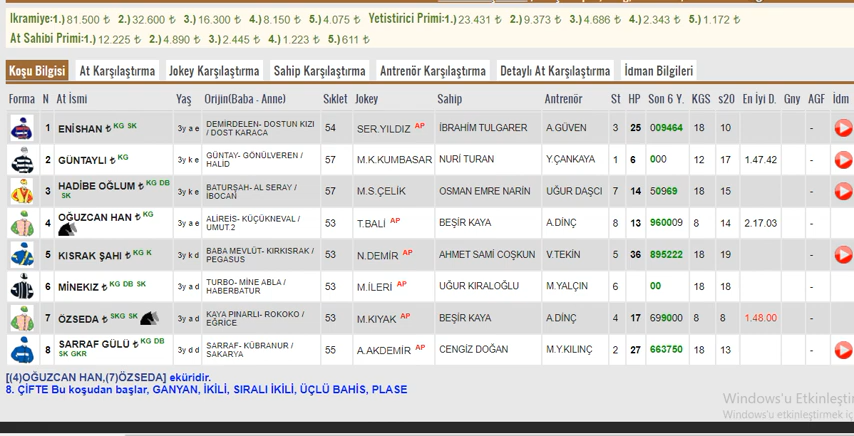 İkramiye:1.) 81.500 ₺ 2.) 32.600 ₺ 3.) 16.300 ₺ 4.) 8.150 ₺ 5.) 4.075 ₺ Yetistirici Primi:1.) 23.431 ₺ 2.) 9.373 ₺ 3.) 4.686 ₺ 4.) 2.343 ₺ 5.) 1.172 ₺
At Sahibi Primi:1.) 12.225 ₺ 2.) 4.890 ₺ 3.) 2.445 ₺ 4.) 1.223 ₺ 5.) 611 ₺
Koşu Bilgisi At Karşılaştırma Jokey Karşılaştırma Sahip Karşılaştırma Antrenör Karşılaştırma Detaylı At Karşılaştırma İdman Bilgileri
Forma N At İsmi Yaş Orijin(Baba - Anne) Sıklet Jokey Sahip Antrenör St HP Son 6 Y. KGS s20 En İyi D. Gny AGF İdm
1 ENİSHAN ₺ KG SK 3y a e DEMİRDELEN- DOSTUN KIZI / DOST KARACA 54 SER.YILDIZ AP İBRAHİM TULGARER A.GÜVEN 3 25 009464 18 10 -
2 GÜNTAYLI ₺ KG 3y k e GÜNTAY- GÖNÜLVEREN / HALİD 57 M.K.KUMBASAR NURİ TURAN Y.ÇANKAYA 1 6 000 12 17 1.47.42 -
3 HADİBE OĞLUM ₺ KG DB SK 3y k e BATURŞAH- AL SERAY / IBOCAN 57 M.S.ÇELİK OSMAN EMRE NARİN UĞUR DAŞCI 7 14 50969 18 15 -
4 OĞUZCAN HAN ₺ KG 3y a e ALİREİS- KÜÇÜKNEVAL / UMUT.2 53 T.BALİ AP BEŞİR KAYA A.DİNÇ 8 13 960009 8 14 2.17.03 -
5 KISRAK ŞAHI ₺ KG K 3y k d BABA MEVLÜT- KIRKISRAK / PEGASUS 53 N.DEMİR AP AHMET SAMİ COŞKUN V.TEKİN 5 36 895222 18 19 -
6 MİNEKIZ ₺ KG DB SK 3y a d TURBO- MİNE ABLA / HABERBATUR 53 M.İLERİ AP UĞUR KIRALOĞLU M.YALÇIN 6 00 18 18 -
7 ÖZSEDA ₺ SKG SK 3y a d KAYA PINARLI- ROKOKO / EĞRİCE 53 M.KIYAK AP BEŞİR KAYA A.DİNÇ 4 17 699000 8 8 1.48.00 -
8 SARRAF GÜLÜ ₺ KG DB SK GKR 3y d d SARRAF- KÜBRANUR / SAKARYA 55 A.AKDEMİR AP CENGİZ DOĞAN M.Y.KILINÇ 2 27 663750 18 13 -
[(4)OĞUZCAN HAN,(7)ÖZSEDA] eküridir.
8. ÇİFTE Bu koşudan başlar, GANYAN, İKİLİ, SIRALI İKİLİ, ÜÇLÜ BAHİS, PLASE
Windows'u Etkinleştir
Windows'u etkinleştirmek iç